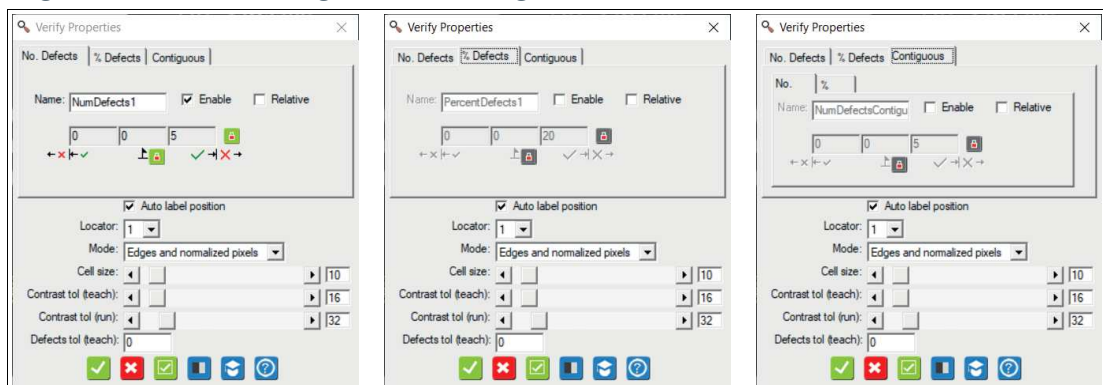 Verify Properties
No. Defects % Defects Contiguous
Name: NumDefects1 Enable Relative
0 0 5
Auto label position
Locator: 1
Mode: Edges and normalized pixels
Cell size: 10
Contrast tol (teach): 16
Contrast tol (run): 32
Defects tol (teach): 0
Verify Properties
No. Defects % Defects Contiguous
Name: PercentDefects1 Enable Relative
0 0 20
Auto label position
Locator: 1
Mode: Edges and normalized pixels
Cell size: 10
Contrast tol (teach): 16
Contrast tol (run): 32
Defects tol (teach): 0
Verify Properties
No. Defects % Defects Contiguous
No. %
Name: NumDefectsContigu Enable Relative
0 0 5
Auto label position
Locator: 1
Mode: Edges and normalized pixels
Cell size: 10
Contrast tol (teach): 16
Contrast tol (run): 32
Defects tol (teach): 0